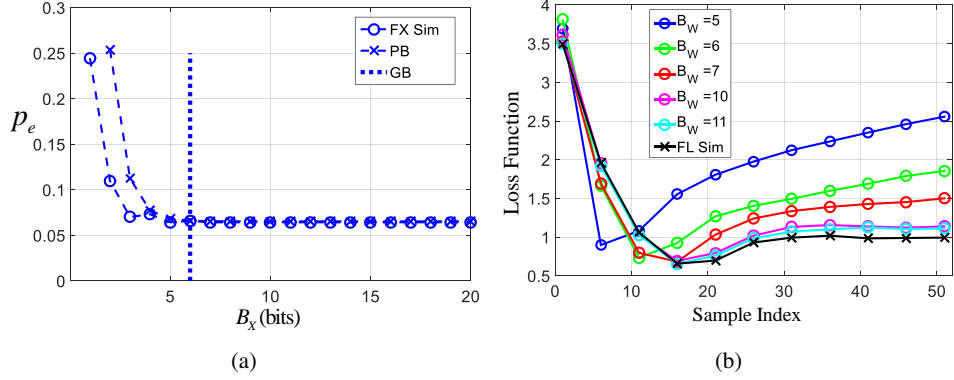 0.3
0.25
0.2
0.15
0.1
0.05
0
p_e
FX Sim
PB
GB
0 5 10 15 20
B_X (bits)
(a)
4
3.5
3
2.5
2
1.5
1
0.5
Loss Function
B_W =5
B_W =6
B_W =7
B_W =10
B_W =11
FL Sim
0 10 20 30 40 50
Sample Index
(b)